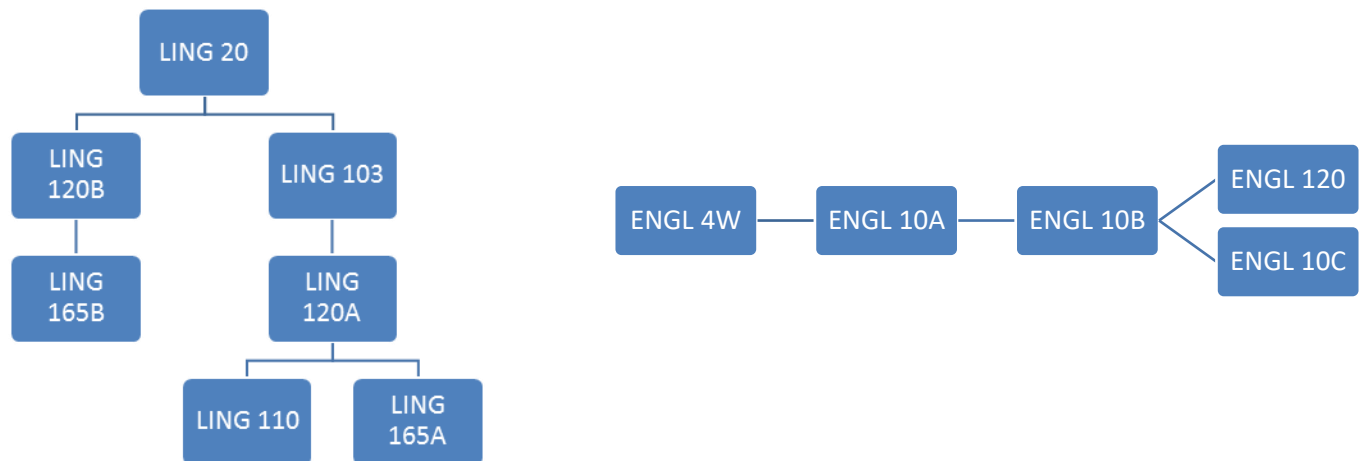 LING 20
LING
120B
LING 103
LING
165B
LING
120A
LING 110
LING
165A
ENGL 4W
ENGL 10A
ENGL 10B
ENGL 120
ENGL 10C